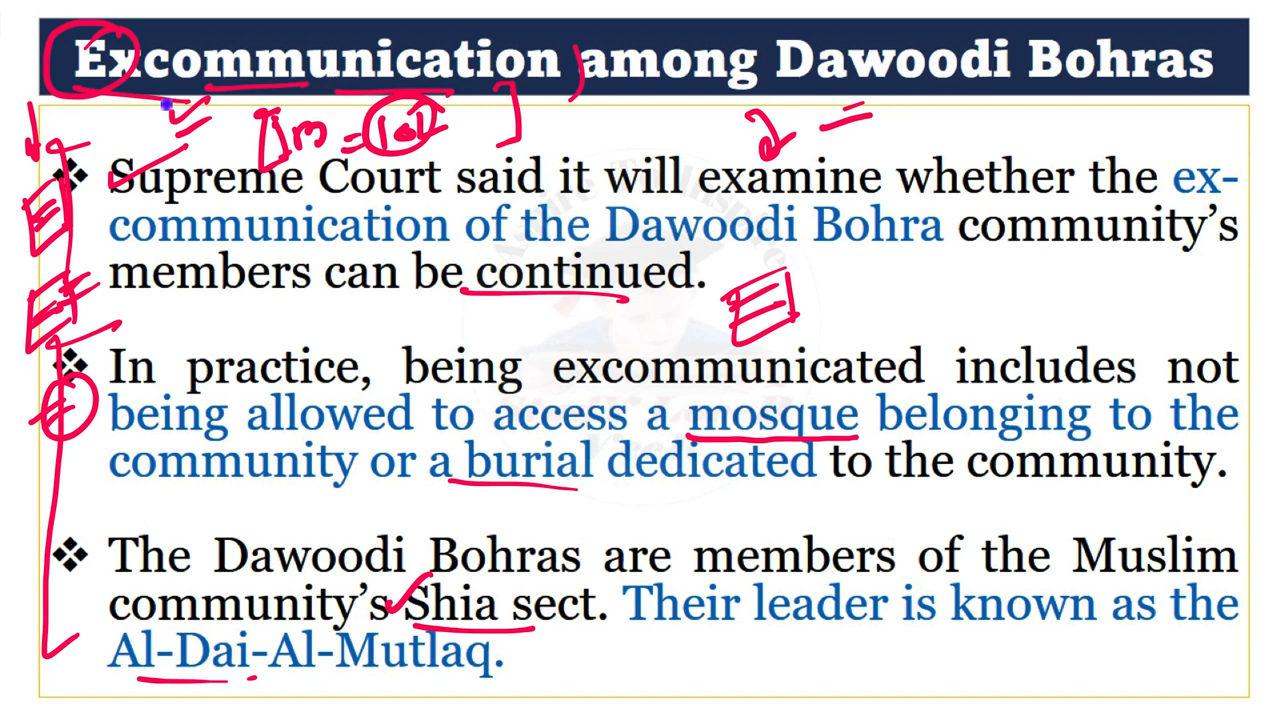 Excommunication among Dawoodi Bohras
❖ Supreme Court said it will examine whether the ex-
communication of the Dawoodi Bohra community's
members can be continued.
❖ In practice, being excommunicated includes not
being allowed to access a mosque belonging to the
community or a burial dedicated to the community.
❖ The Dawoodi Bohras are members of the Muslim
community's Shia sect. Their leader is known as the
Al-Dai-Al-Mutlaq.